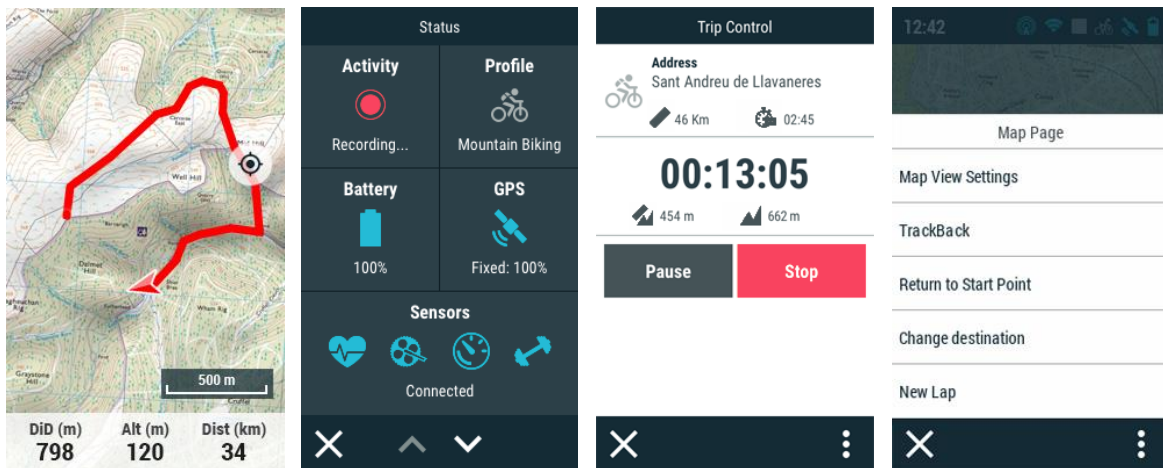 Well Hill
500 m
DiD (m)
Alt (m)
Dist (km)
798
120
34
Status
Activity
Profile
Recording...
Mountain Biking
Battery
GPS
100%
Fixed: 100%
Sensors
Connected
Trip Control
Address
Sant Andreu de Llavaneres
46 Km
02:45
00:13:05
454 m
662 m
Pause
Stop
12:42
Map Page
Map View Settings
TrackBack
Return to Start Point
Change destination
New Lap